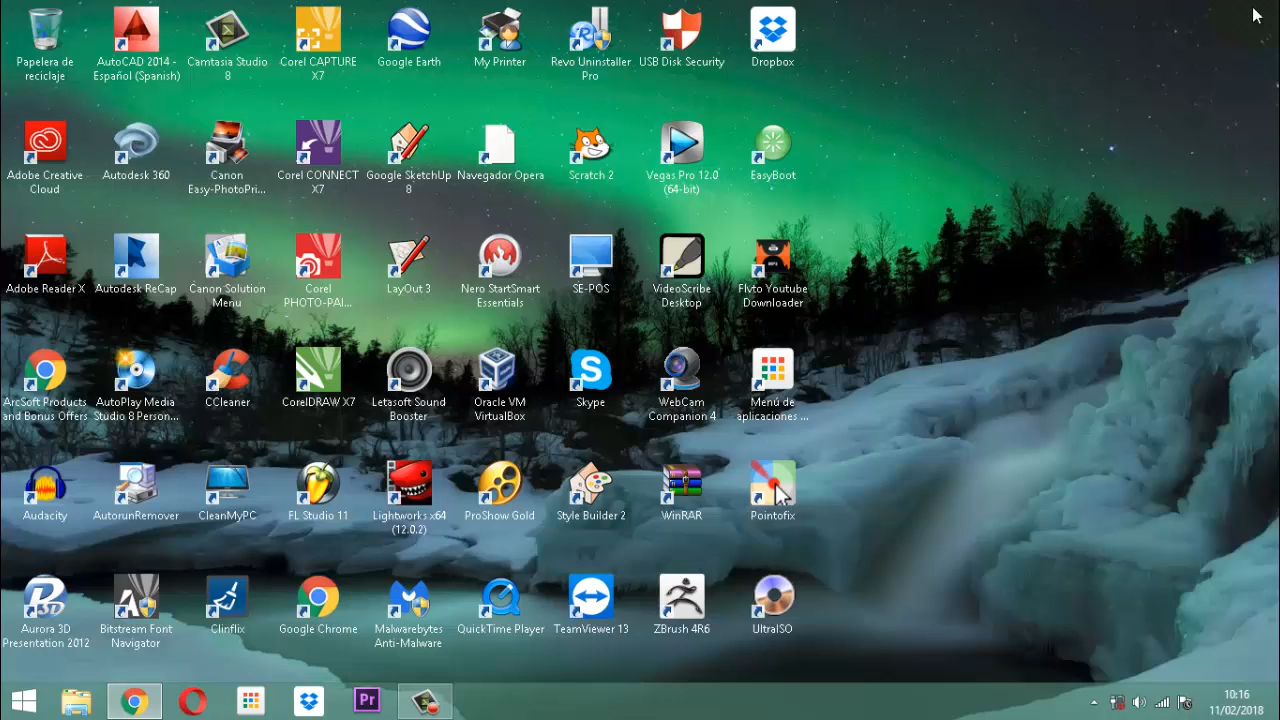 Papelera de
reciclaje
AutoCAD 2014 -
Español (Spanish)
Camtasia Studio
8
Corel CAPTURE
X7
Google Earth
My Printer
Revo Uninstaller
Pro
USB Disk Security
Dropbox
Adobe Creative
Cloud
Autodesk 360
Canon
Easy-PhotoPri...
Corel CONNECT
X7
Google SketchUp
8
Navegador Opera
Scratch 2
Vegas Pro 12.0
(64-bit)
EasyBoot
Adobe Reader X
Autodesk ReCap
Canon Solution
Menu
Corel
PHOTO-PAI...
LayOut 3
Nero StartSmart
Essentials
SE-POS
VideoScribe
Desktop
Flvto Youtube
Downloader
ArcSoft Products
and Bonus Offers
AutoPlay Media
Studio 8 Person...
CCleaner
CorelDRAW X7
Letasoft Sound
Booster
Oracle VM
VirtualBox
Skype
WebCam
Companion 4
Menú de
aplicaciones ...
Audacity
AutorunRemover
CleanMyPC
FL Studio 11
Lightworks x64
(12.0.2)
ProShow Gold
Style Builder 2
WinRAR
Pointofix
Aurora 3D
Presentation 2012
Bitstream Font
Navigator
Clinflix
Google Chrome
Malwarebytes
Anti-Malware
QuickTime Player
TeamViewer 13
ZBrush 4R6
UltraISO
Pr
10:16
11/02/2018